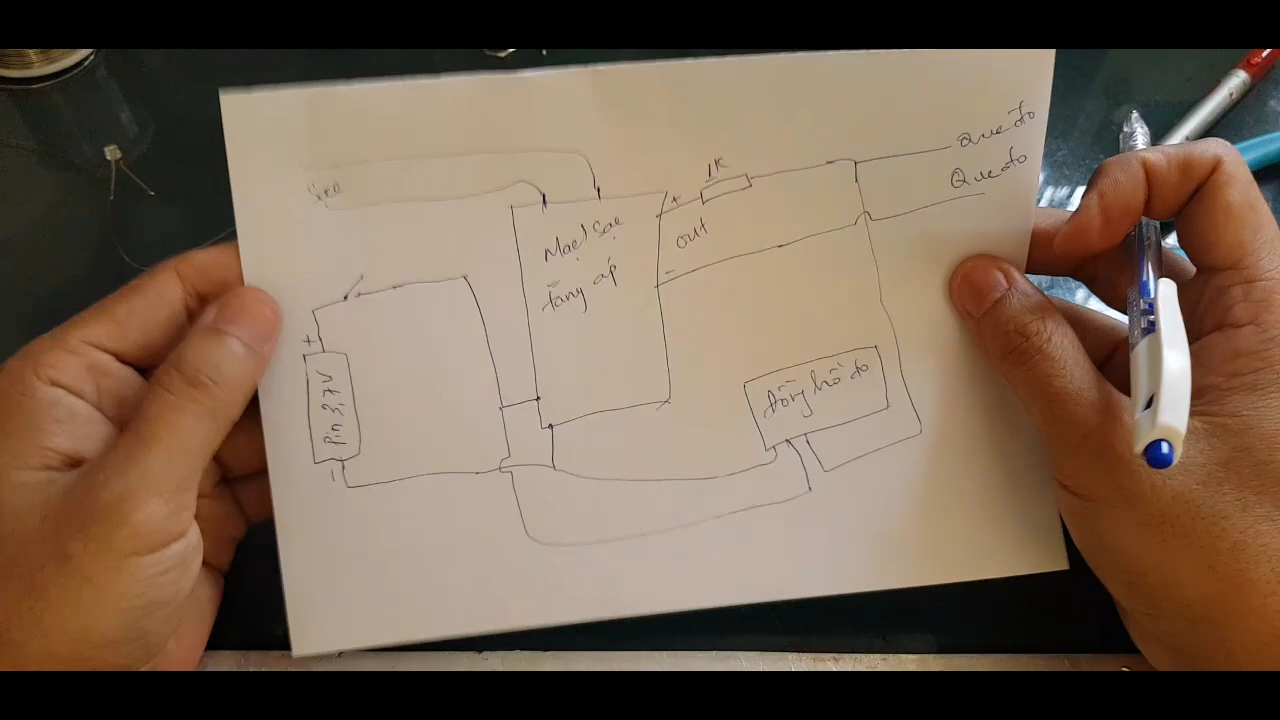 1K
Que đo
Que đo
+
Mạch Sạc
tăng áp
out
-
+
Pin 3,7V
-
Đồng hồ đo